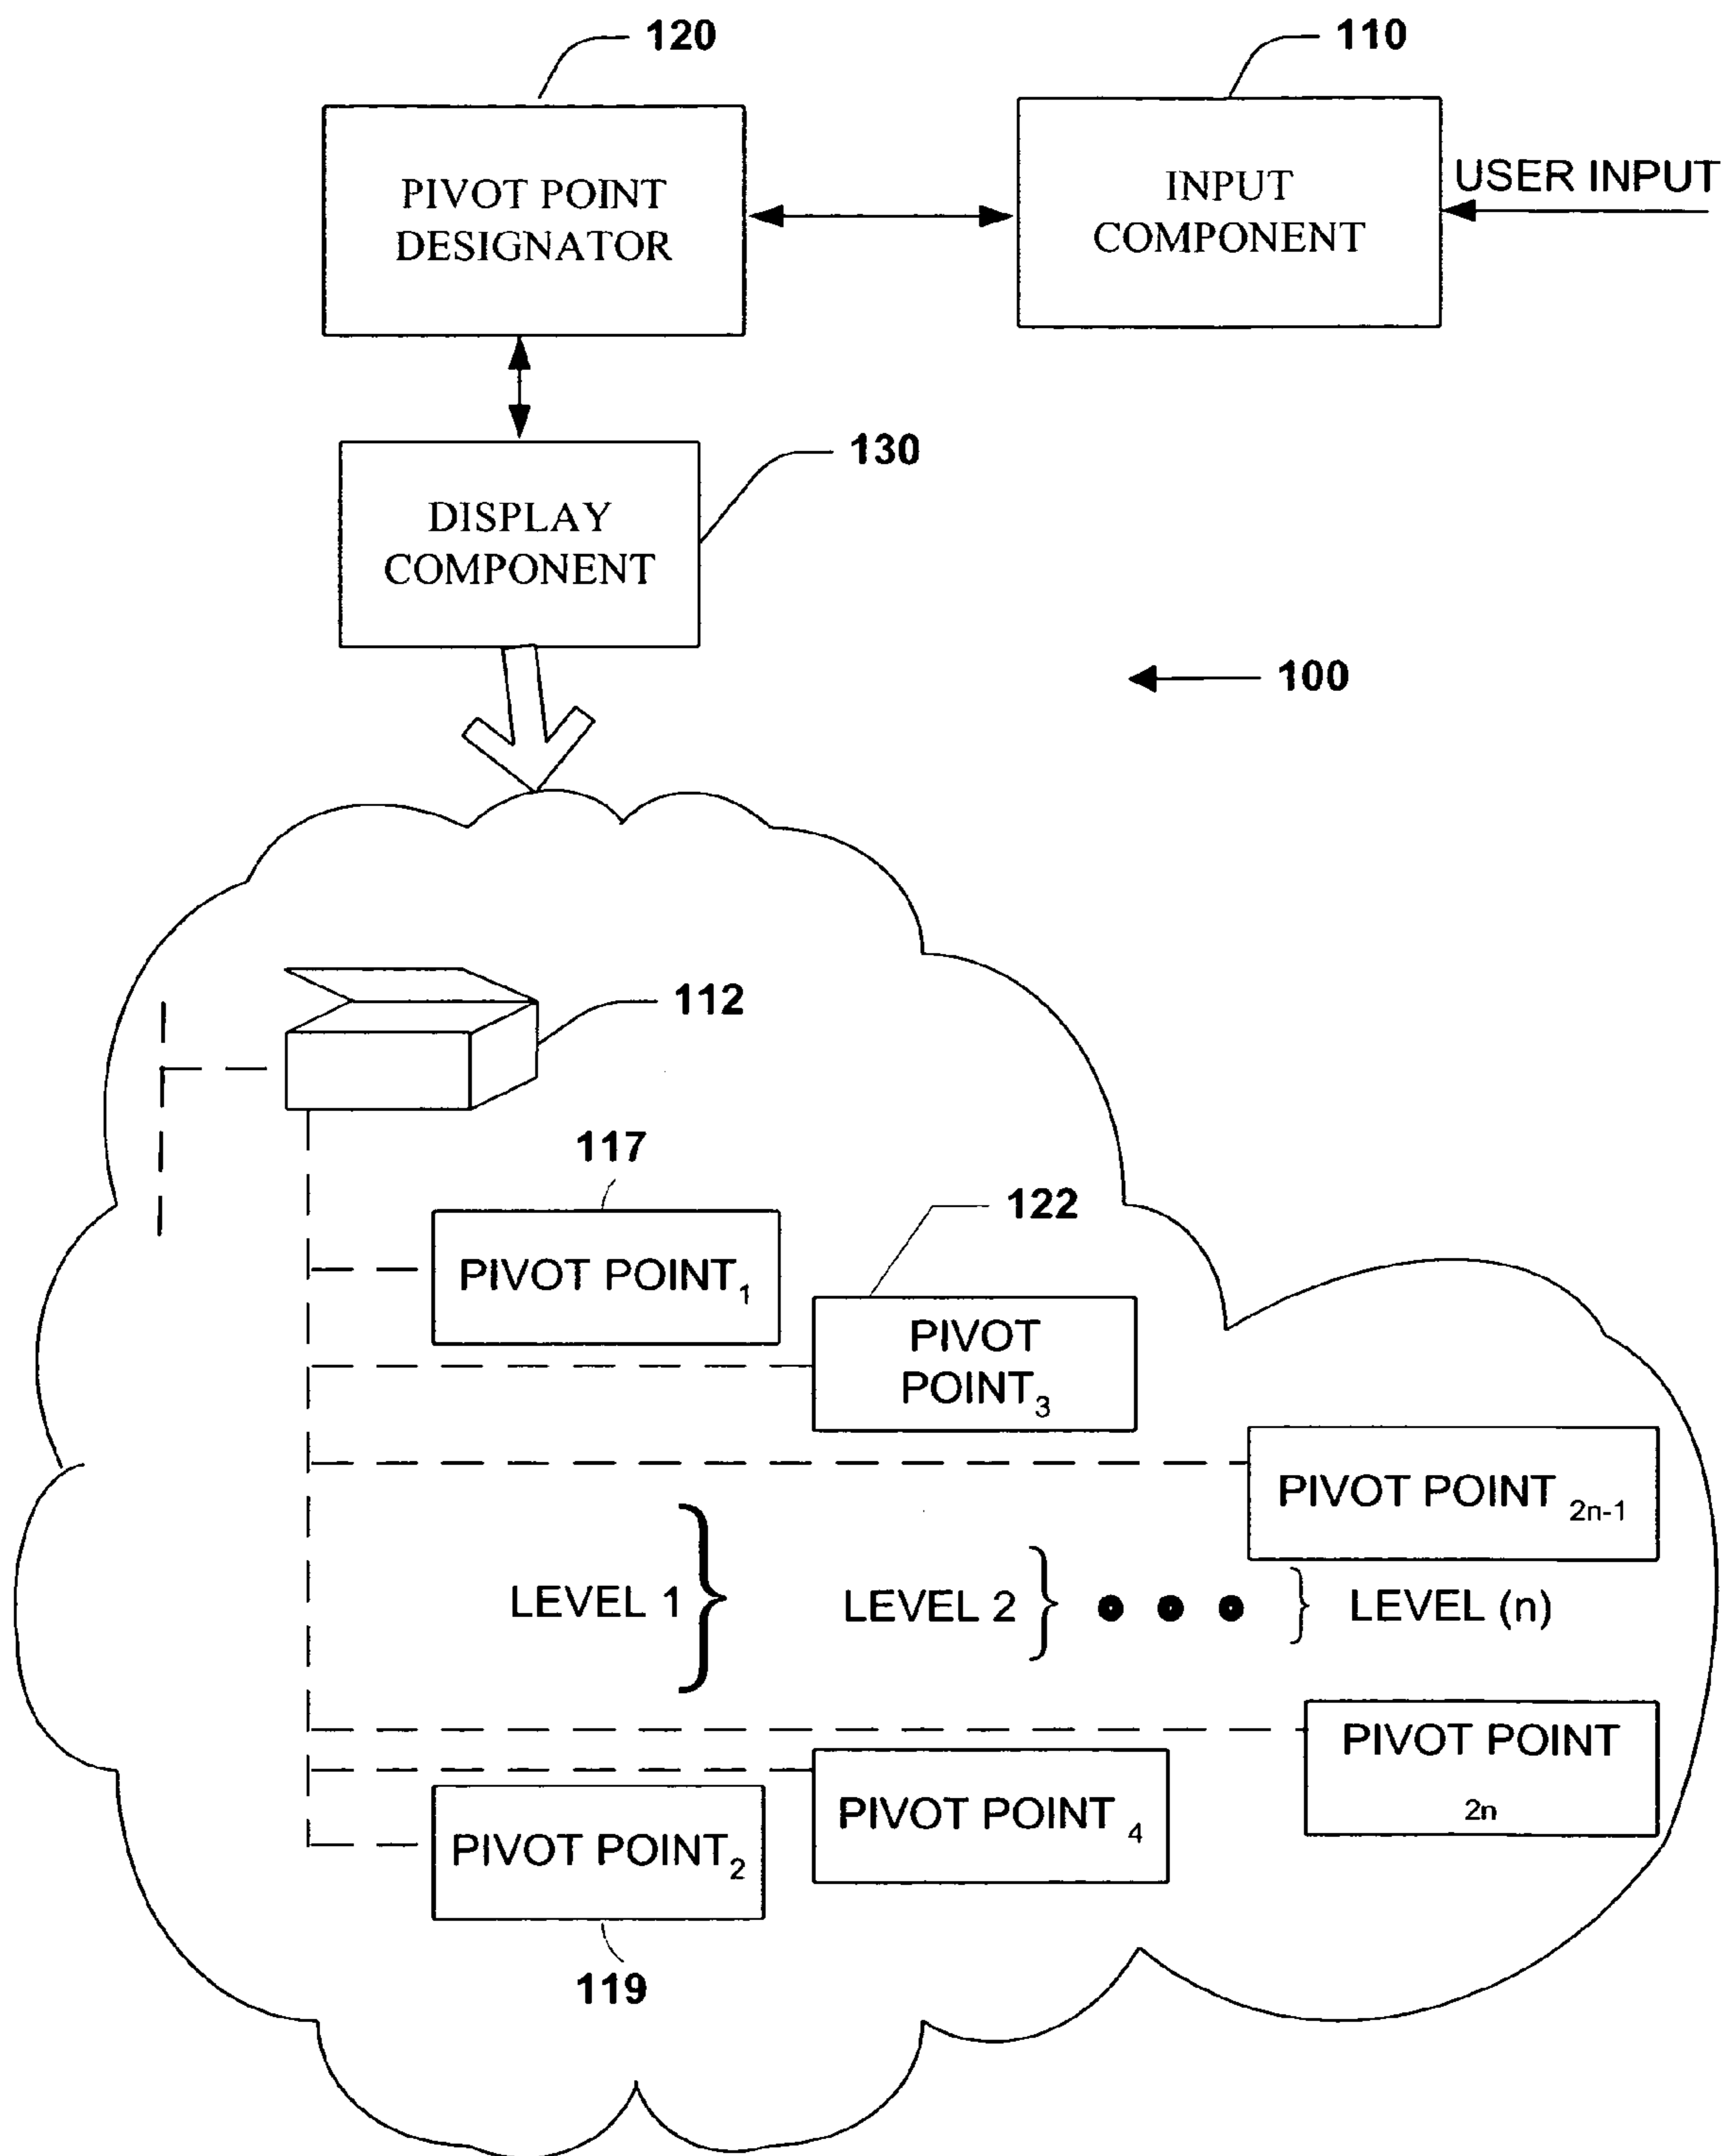 120
110
PIVOT POINT
DESIGNATOR
INPUT
COMPONENT
USER INPUT
130
DISPLAY
COMPONENT
100
112
117
122
PIVOT POINT1
PIVOT
POINT3
PIVOT POINT 2n-1
LEVEL 1
LEVEL 2
LEVEL (n)
PIVOT POINT
2n
PIVOT POINT 4
PIVOT POINT2
119